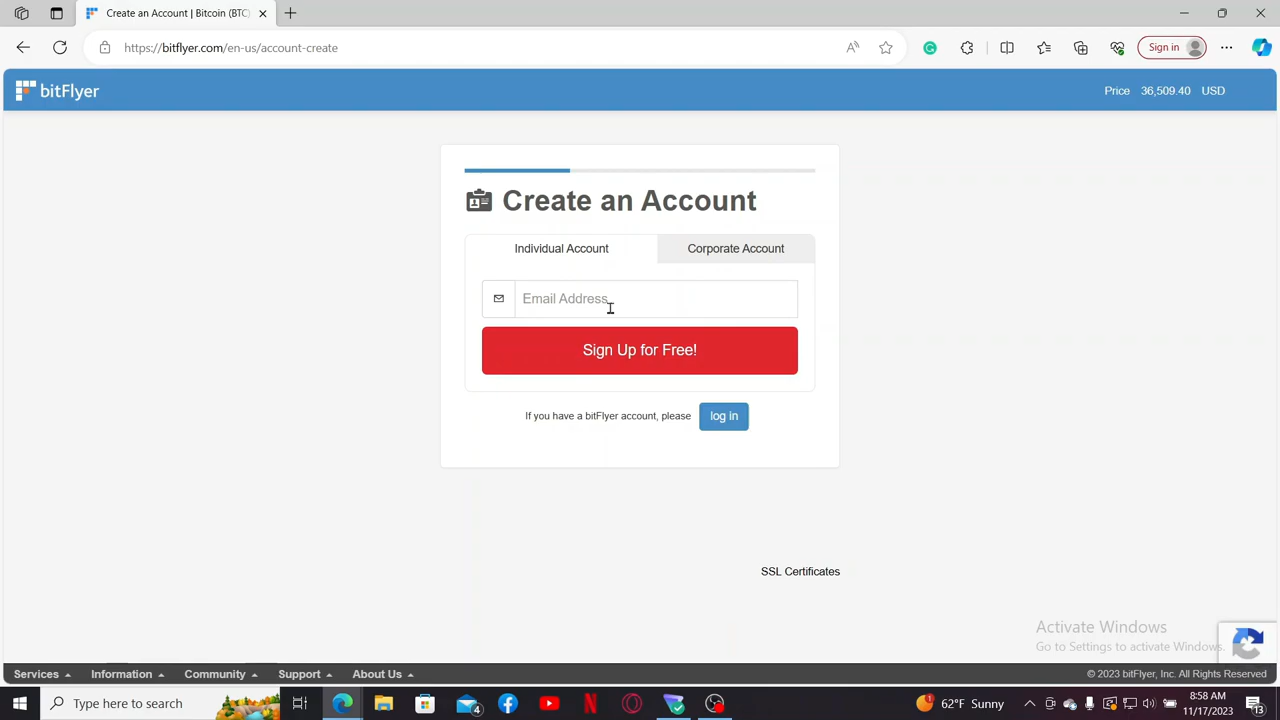 Create an Account | Bitcoin (BTC)
https://bitflyer.com/en-us/account-create
Sign in
bitFlyer
Price 36,509.40 USD
Create an Account
Individual Account
Corporate Account
Email Address
Sign Up for Free!
If you have a bitFlyer account, please log in
SSL Certificates
Activate Windows
Go to Settings to activate Windows.
Services
Information
Community
Support
About Us
© 2023 bitFlyer, Inc. All Rights Reserved
Type here to search
4
62°F Sunny
8:58 AM
11/17/2023
13